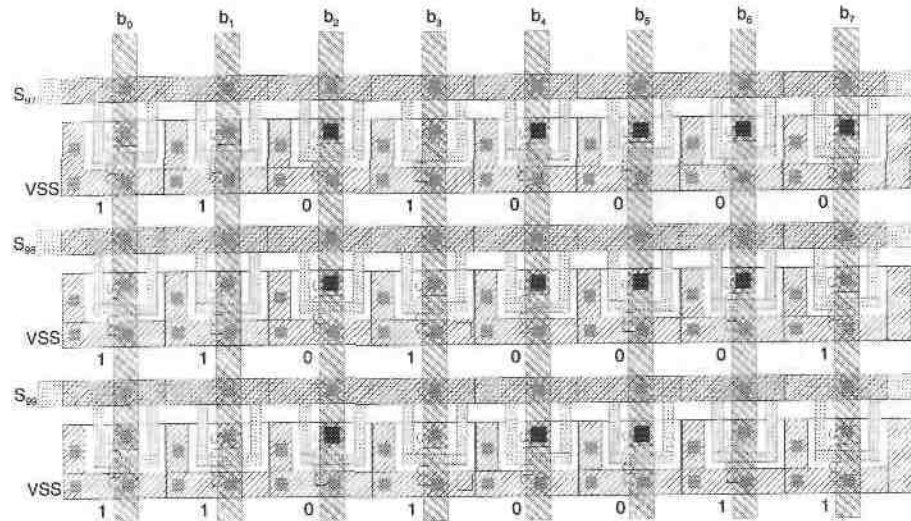 b₀ b₁ b₂ b₃ b₄ b₅ b₆ b₇
S₉₇
VSS
1 1 0 1 0 0 0 0
S₉₈
VSS
1 1 0 1 0 0 0 1
S₉₉
VSS
1 1 0 1 0 0 1 1